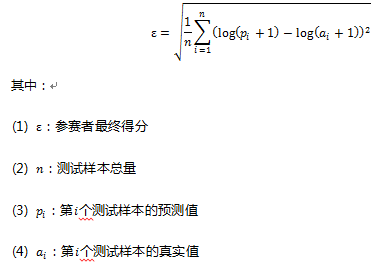 ε = √(1/n ∑_{i=1}^{n} (log(p_i + 1) − log(a_i + 1))²)
其中：
(1) ε：参赛者最终得分
(2) n：测试样本总量
(3) p_i：第i个测试样本的预测值
(4) a_i：第i个测试样本的真实值